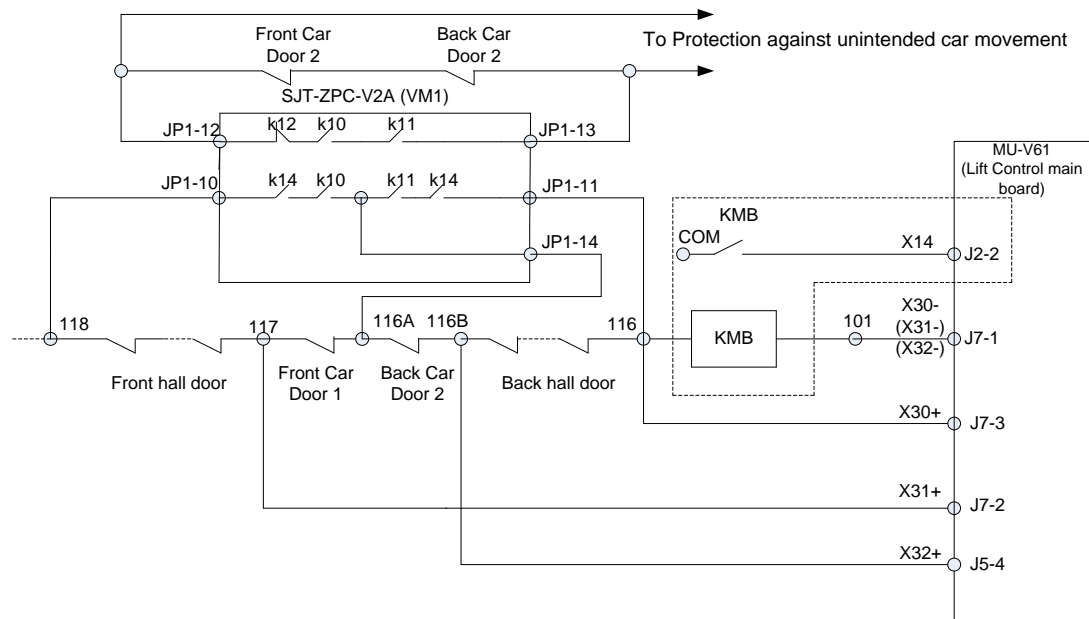 Front Car
Door 2
Back Car
Door 2
To Protection against unintended car movement
SJT-ZPC-V2A (VM1)
JP1-12
k12
k10
k11
JP1-13
JP1-10
k14
k10
k11
k14
JP1-11
JP1-14
MU-V61
(Lift Control main
board)
KMB
COM
X14
J2-2
118
117
116A
116B
116
KMB
101
X30-
(X31-)
(X32-)
J7-1
Front hall door
Front Car
Door 1
Back Car
Door 2
Back hall door
X30+
J7-3
X31+
J7-2
X32+
J5-4